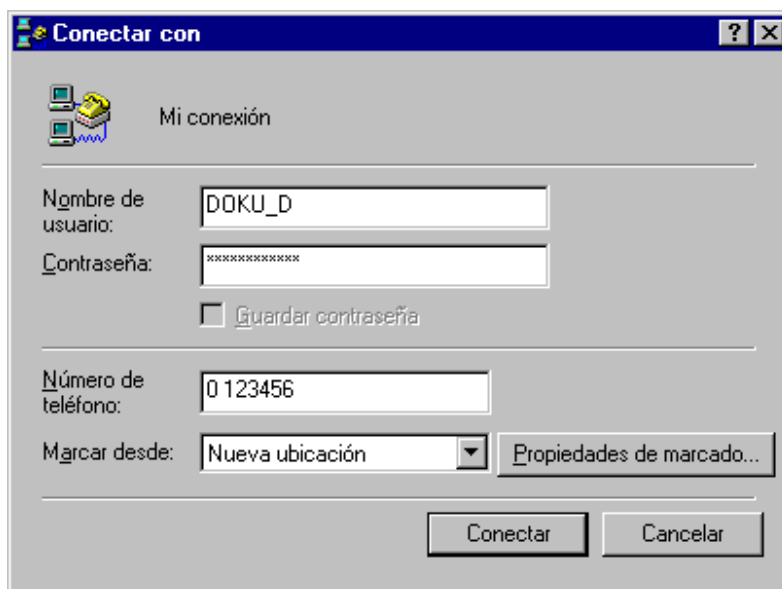 Conectar con
Mi conexión
Nombre de
usuario:
DOKU_D
Contraseña:
************
Guardar contraseña
Número de
teléfono:
0 123456
Marcar desde:
Nueva ubicación
Propiedades de marcado...
Conectar
Cancelar